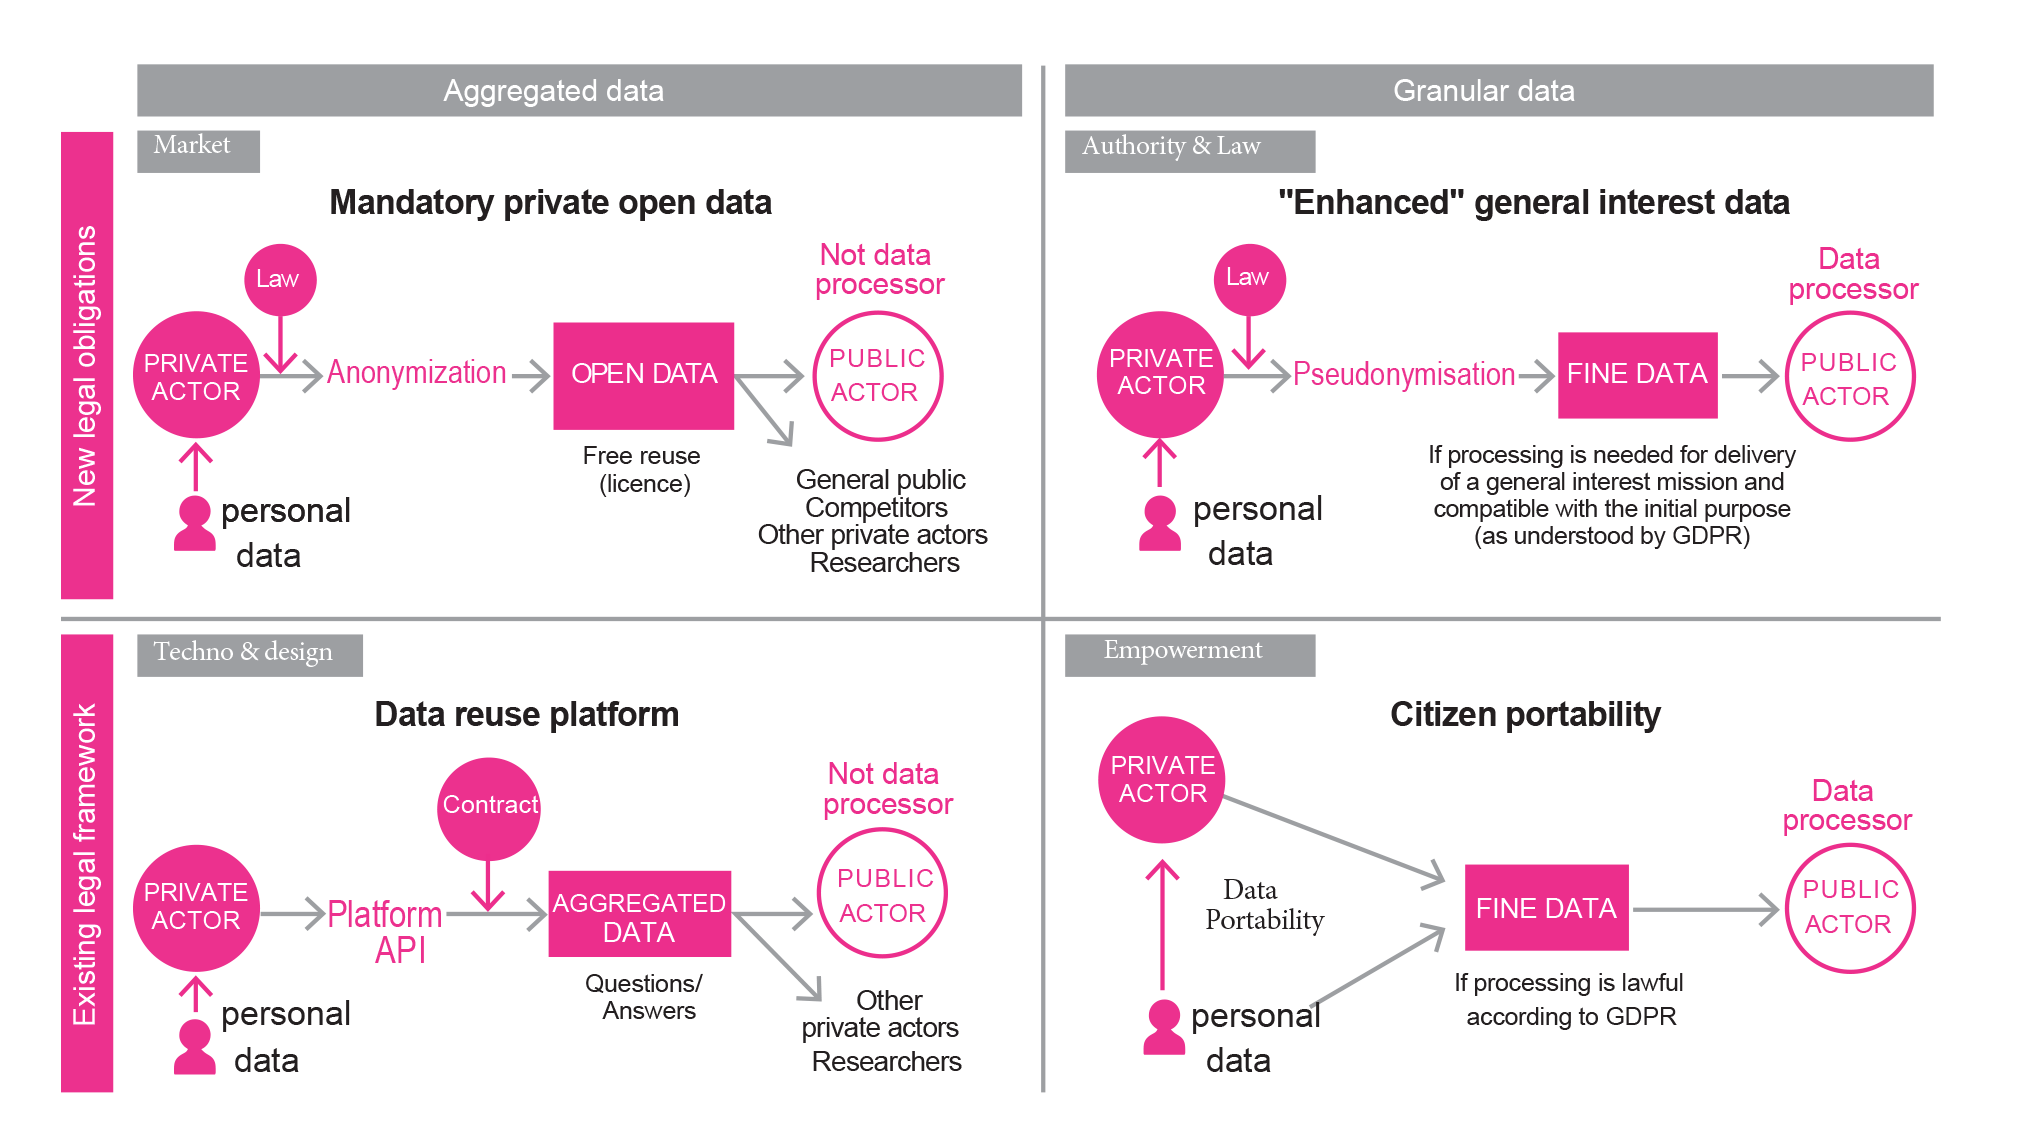 Aggregated data
Granular data
New legal obligations
Market
Mandatory private open data
Law
PRIVATE
ACTOR
Anonymization
OPEN DATA
Free reuse
(licence)
Not data
processor
PUBLIC
ACTOR
General public
Competitors
Other private actors
Researchers
personal
data
Authority & Law
"Enhanced" general interest data
Law
PRIVATE
ACTOR
Pseudonymisation
FINE DATA
Data
processor
PUBLIC
ACTOR
If processing is needed for delivery
of a general interest mission and
compatible with the initial purpose
(as understood by GDPR)
personal
data
Existing legal framework
Techno & design
Data reuse platform
Contract
PRIVATE
ACTOR
Platform
API
AGGREGATED
DATA
Questions/
Answers
Not data
processor
PUBLIC
ACTOR
Other
private actors
Researchers
personal
data
Empowerment
Citizen portability
PRIVATE
ACTOR
Data
Portability
FINE DATA
If processing is lawful
according to GDPR
Data
processor
PUBLIC
ACTOR
personal
data